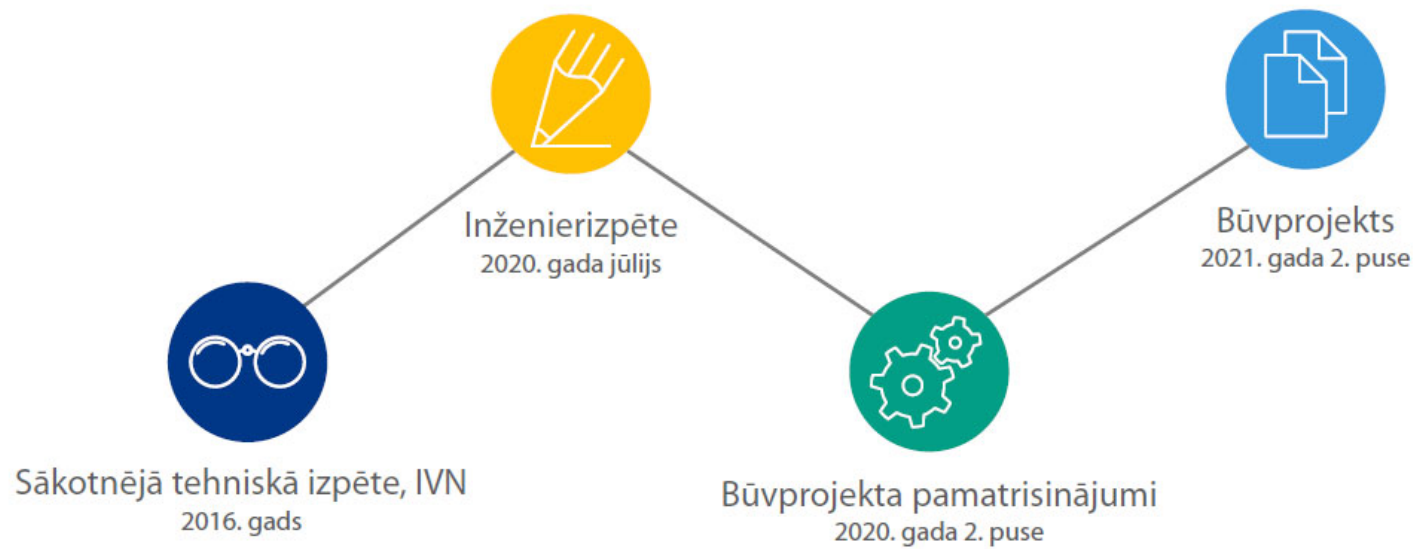 Sākotnējā tehniskā izpēte, IVN
2016. gads
Inženierizpēte
2020. gada jūlijs
Būvprojekta pamatrisinājumi
2020. gada 2. puse
Būvprojekts
2021. gada 2. puse